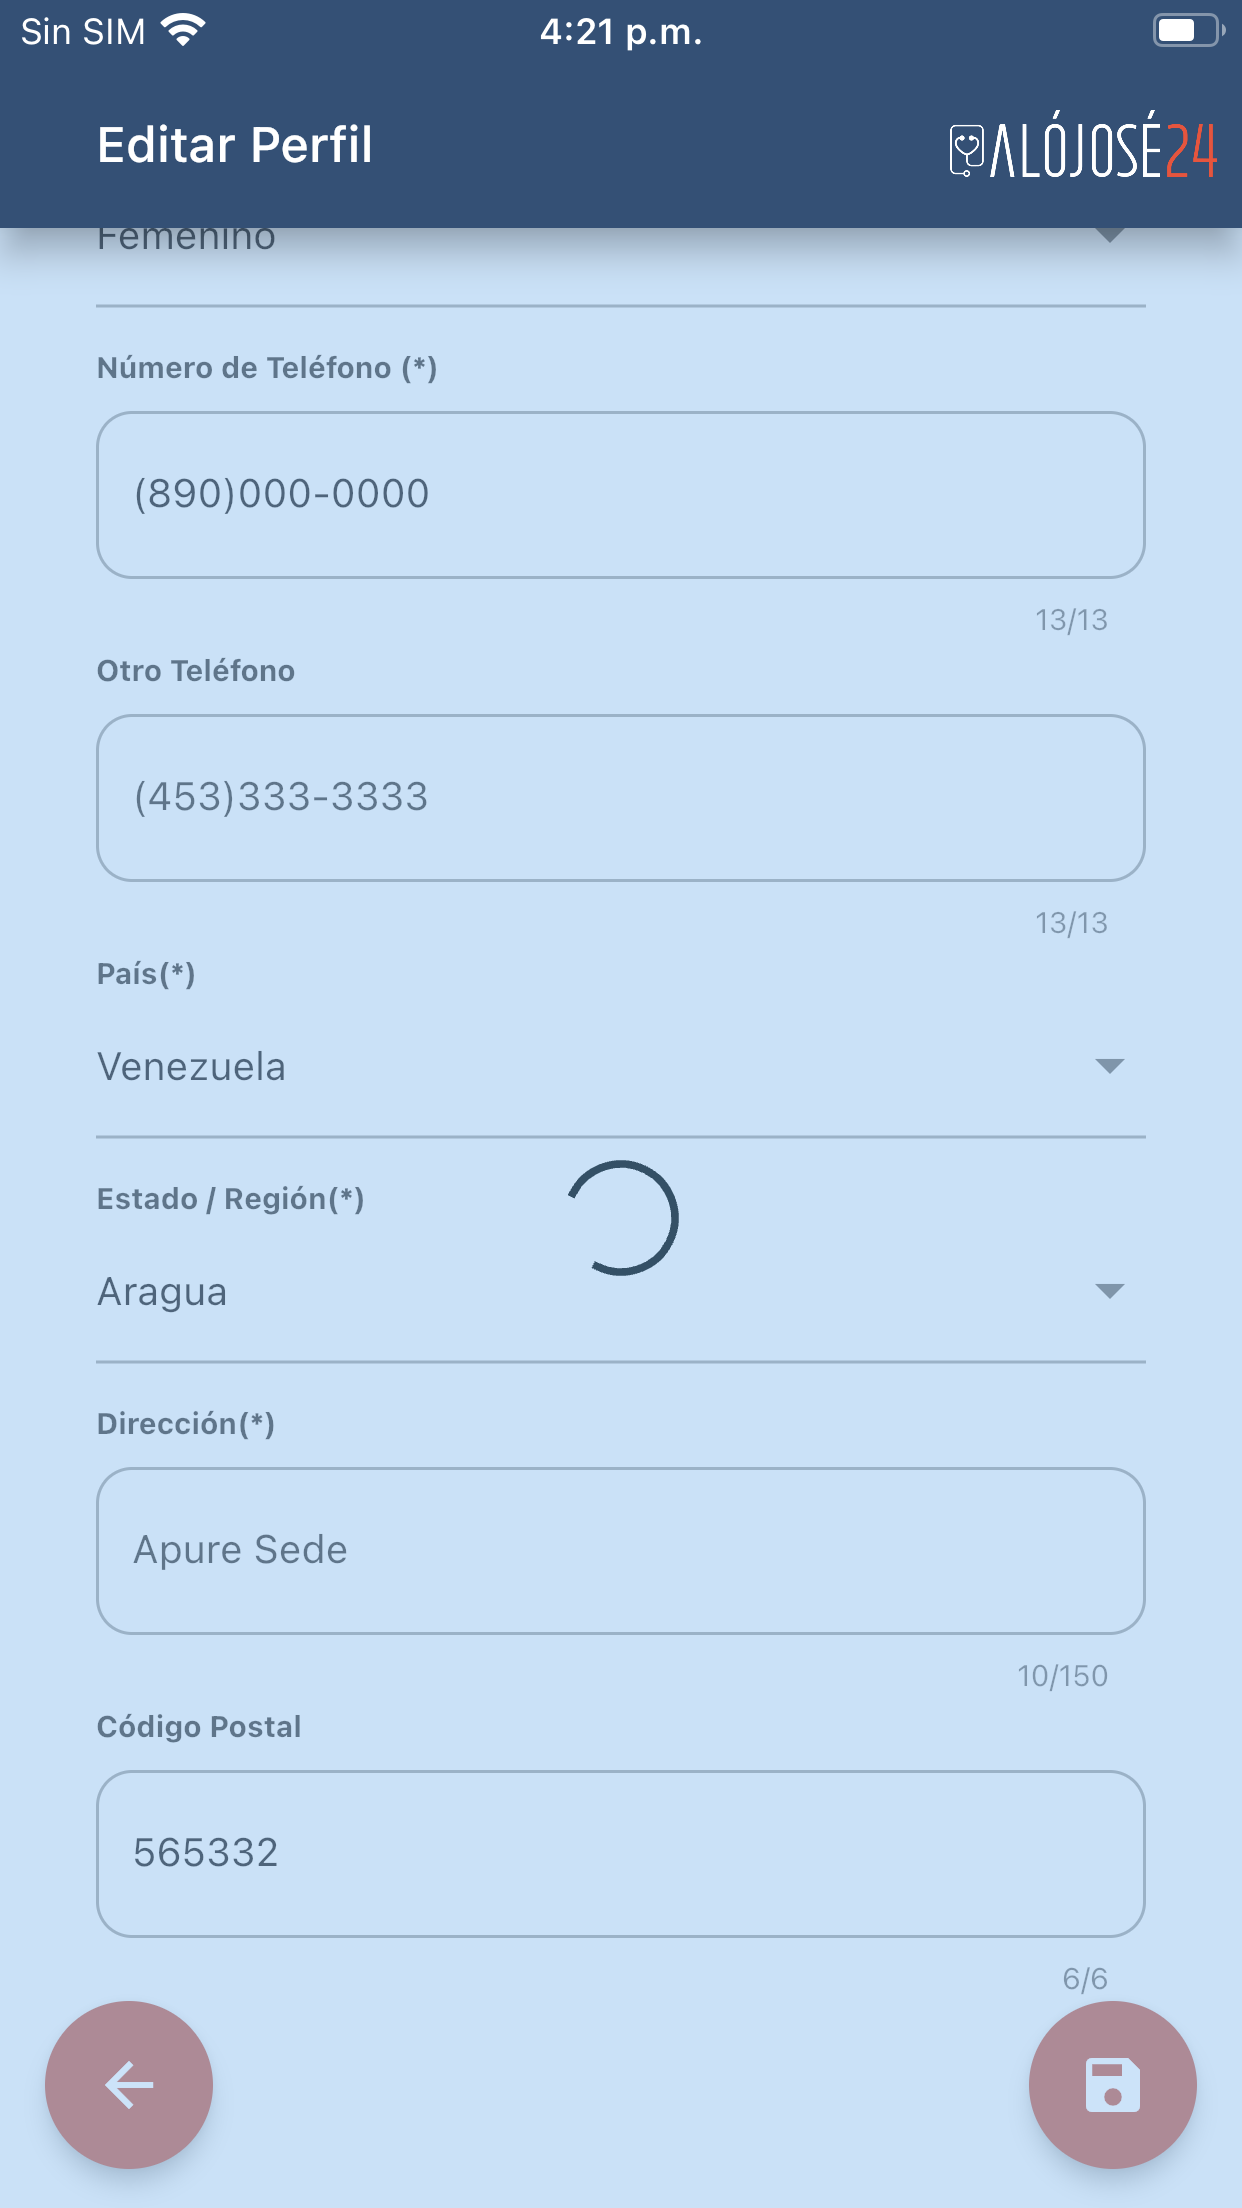 Sin SIM 4:21 p.m.
Editar Perfil ALÓJOSÉ24
Femenino
Número de Teléfono (*)
(890)000-0000
13/13
Otro Teléfono
(453)333-3333
13/13
País(*)
Venezuela
Estado / Región(*)
Aragua
Dirección(*)
Apure Sede
10/150
Código Postal
565332
6/6